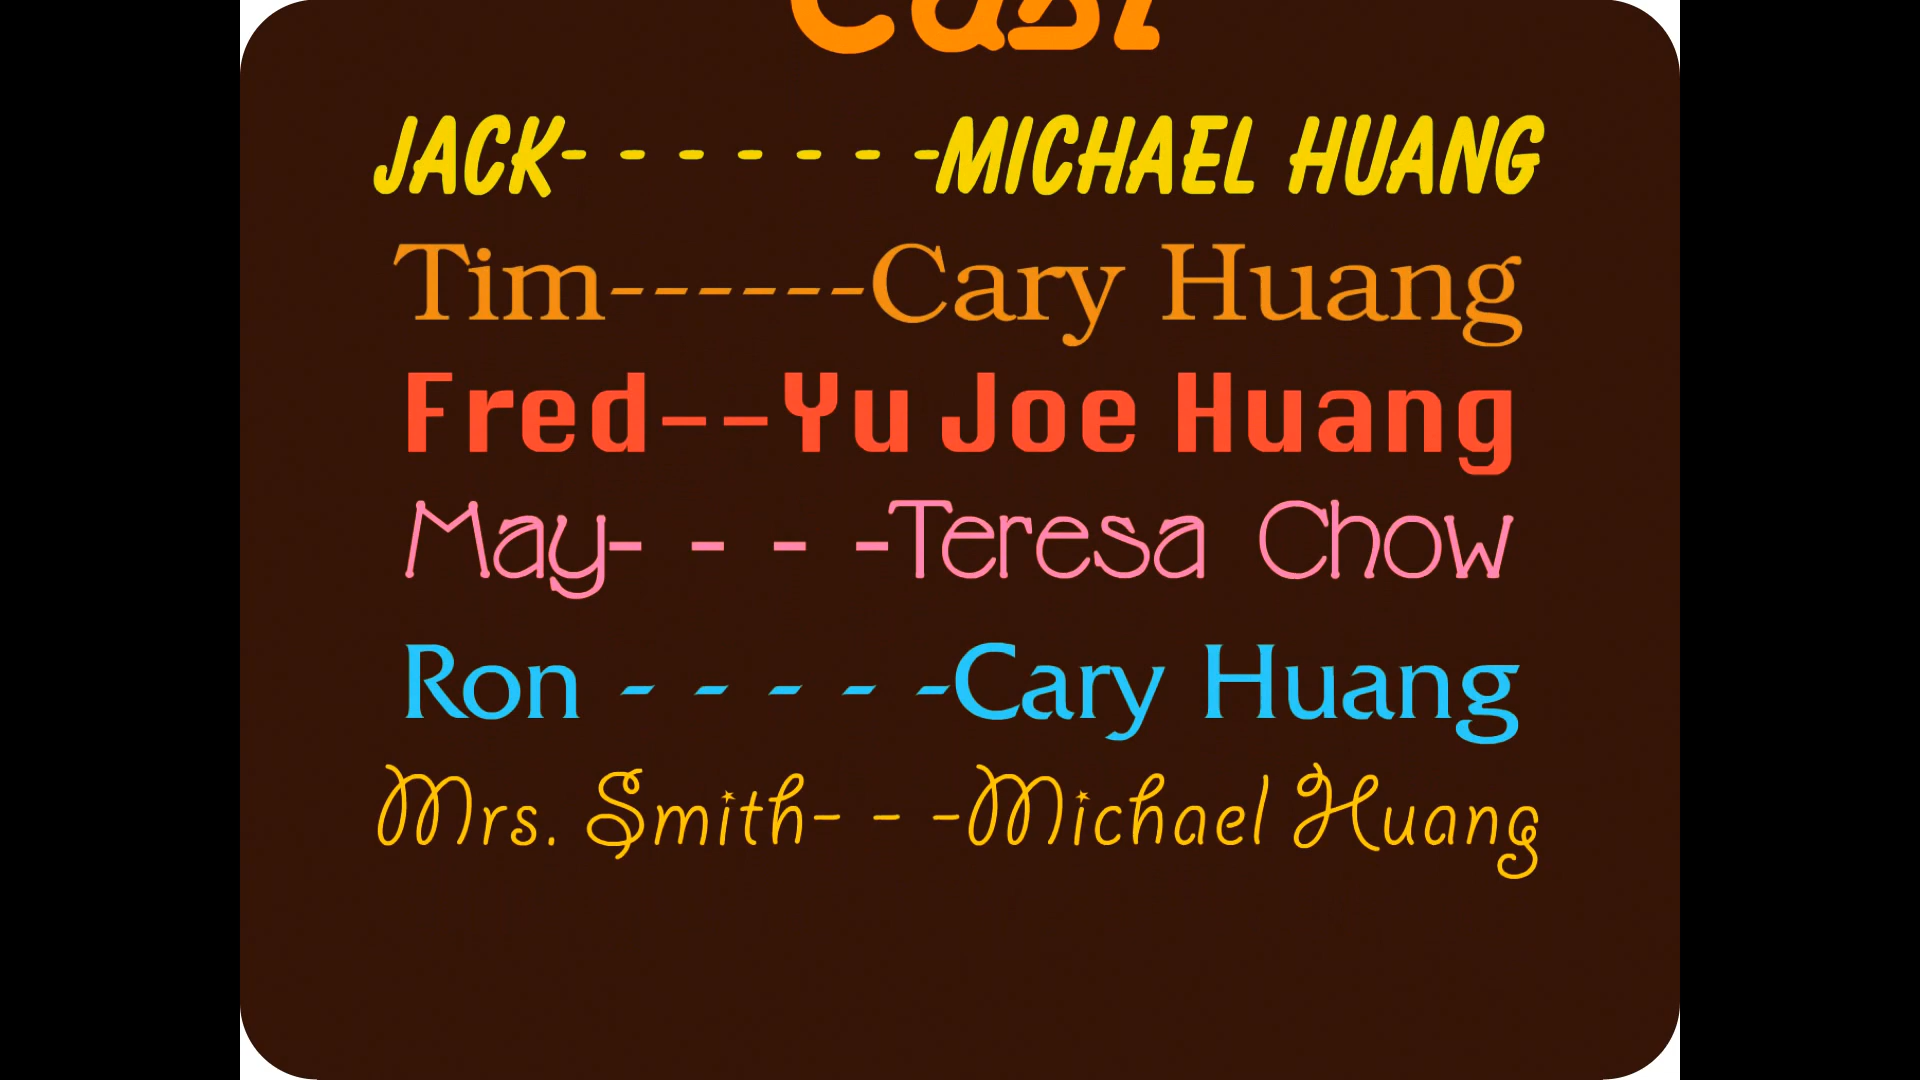 Cast
JACK- - - - - - -MICHAEL HUANG
Tim------Cary Huang
Fred--Yu Joe Huang
May- - - -Teresa Chow
Ron - - - - -Cary Huang
Mrs. Smith- - -Michael Huang